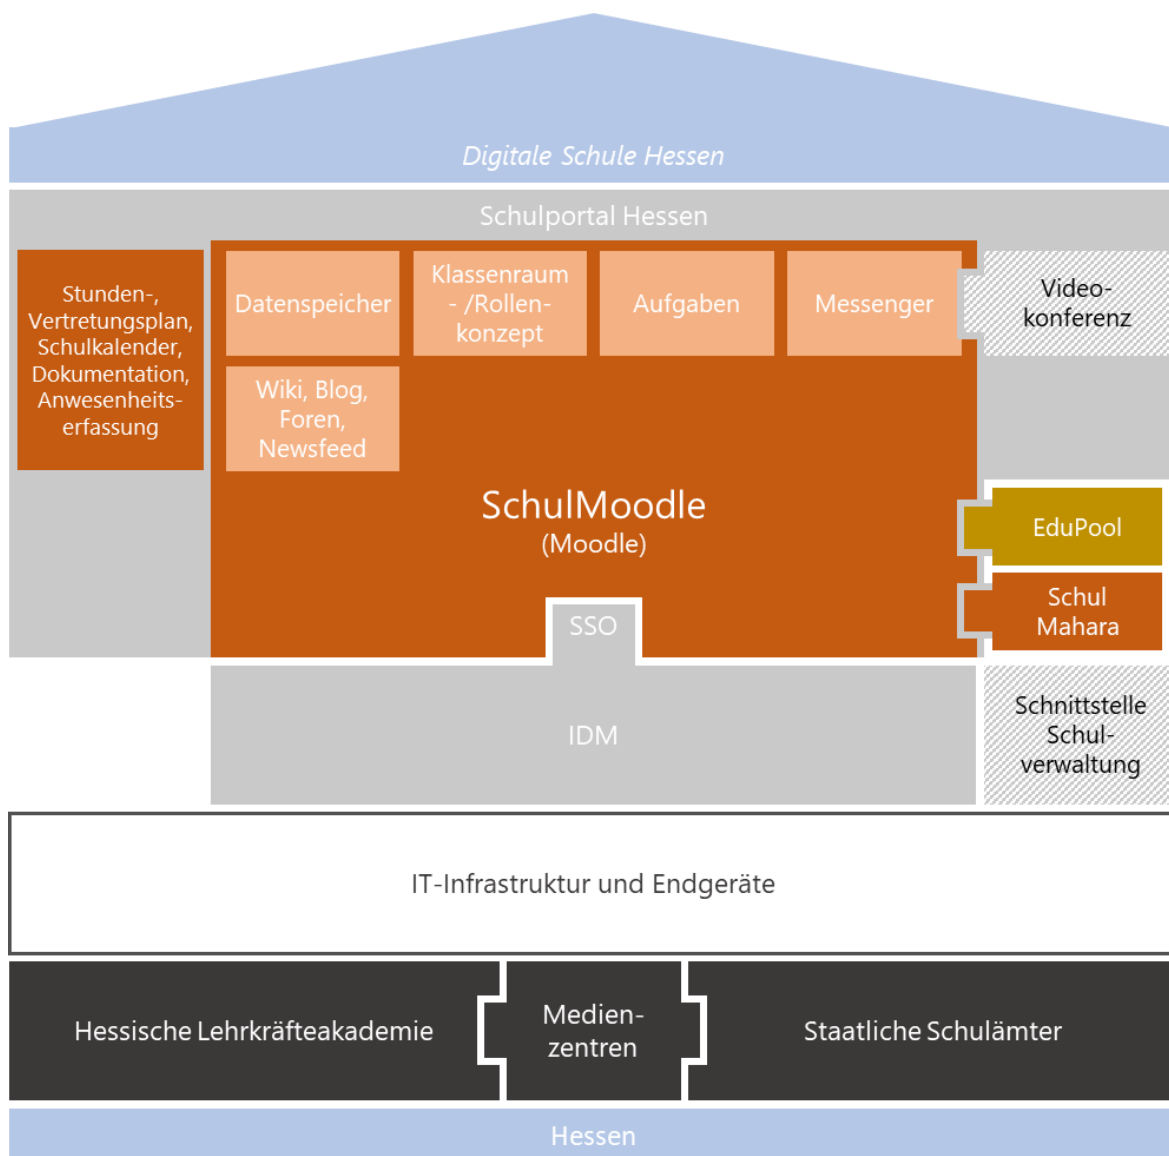 Digitale Schule Hessen
Schulportal Hessen
Stunden-,
Vertretungsplan,
Schulkalender,
Dokumentation,
Anwesenheits-
erfassung
Datenspeicher
Klassenraum
- /Rollen-
konzept
Aufgaben
Messenger
Video-
konferenz
Wiki, Blog,
Foren,
Newsfeed
SchulMoodle
(Moodle)
EduPool
Schul
Mahara
SSO
IDM
Schnittstelle
Schul-
verwaltung
IT-Infrastruktur und Endgeräte
Hessische Lehrkräfteakademie
Medien-
zentren
Staatliche Schulämter
Hessen